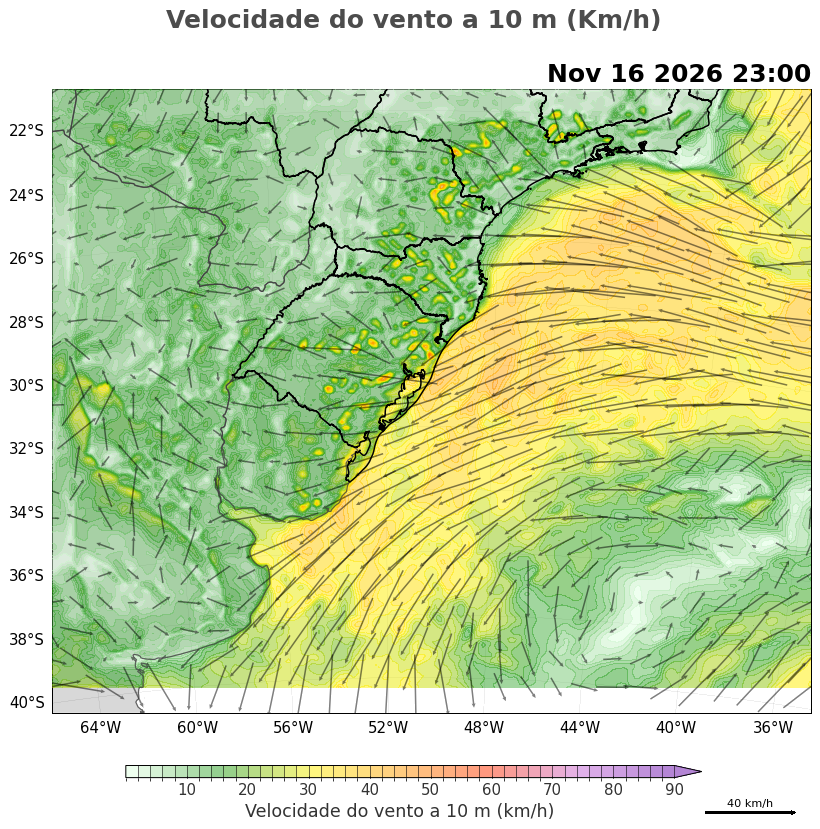 Velocidade do vento a 10 m (Km/h)
Nov 16 2026 23:00
22°S
24°S
26°S
28°S
30°S
32°S
34°S
36°S
38°S
40°S
64°W 60°W 56°W 52°W 48°W 44°W 40°W 36°W
10 20 30 40 50 60 70 80 90
Velocidade do vento a 10 m (km/h)
40 km/h